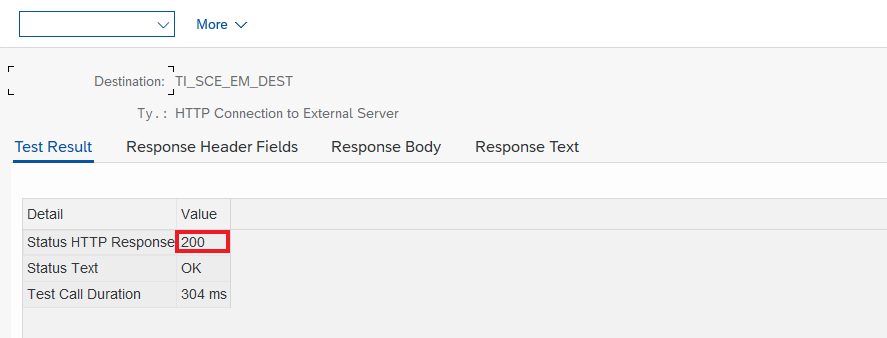 More
Destination: TI_SCE_EM_DEST
Ty.: HTTP Connection to External Server
Test Result Response Header Fields Response Body Response Text
Detail Value
Status HTTP Response 200
Status Text OK
Test Call Duration 304 ms